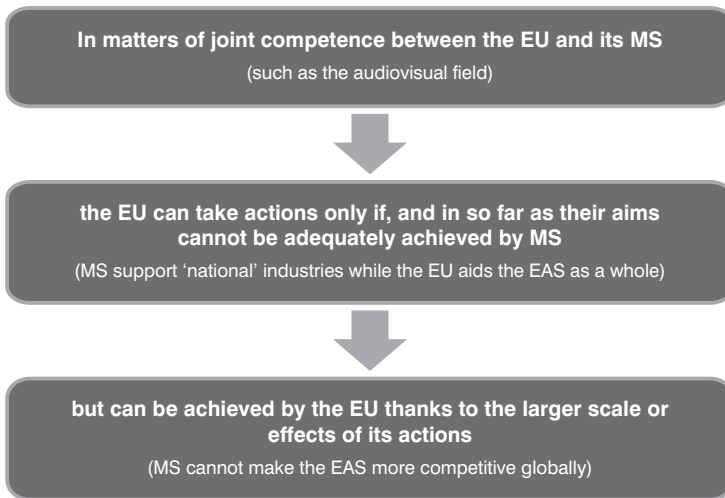 In matters of joint competence between the EU and its MS
(such as the audiovisual field)
the EU can take actions only if, and in so far as their aims
cannot be adequately achieved by MS
(MS support ‘national’ industries while the EU aids the EAS as a whole)
but can be achieved by the EU thanks to the larger scale or
effects of its actions
(MS cannot make the EAS more competitive globally)